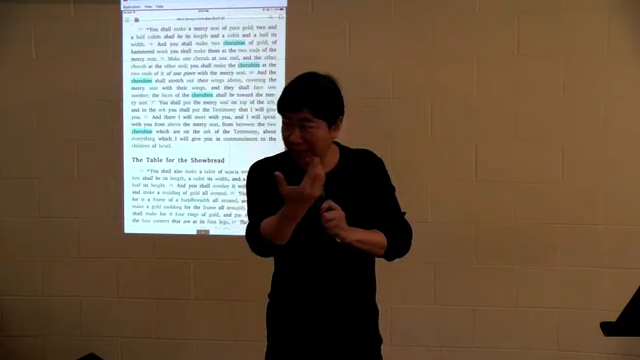 "You shall make a mercy seat of pure gold; two and
a half cubits shall be its length and a cubit and a half its
width. And you shall make two cherubim of gold; of
hammered work you shall make them at the two ends of the
mercy seat. Make one cherub at one end, and the other
cherub at the other end; you shall make the cherubim at the
two ends of it of one piece with the mercy seat. And the
cherubim shall stretch out their wings above, covering the
mercy seat with their wings, and they shall face one
another; the faces of the cherubim shall be toward the mer-
cy seat. You shall put the mercy seat on top of the ark,
and in the ark you shall put the Testimony that I will give
you. And there I will meet with you, and I will speak
with you from above the mercy seat, from between the two
cherubim which are on the ark of the Testimony, about
everything which I will give you in commandment to the
children of Israel.
The Table for the Showbread
"You shall also make a table of acacia
shall be its length, a cubit its width, and a
half its height. And you shall overlay it
and make a molding of gold all around.
for it a frame of a handbreadth all around,
make a gold molding for the frame all around.
shall make for it four rings of gold, and
the four corners that are at its four legs.